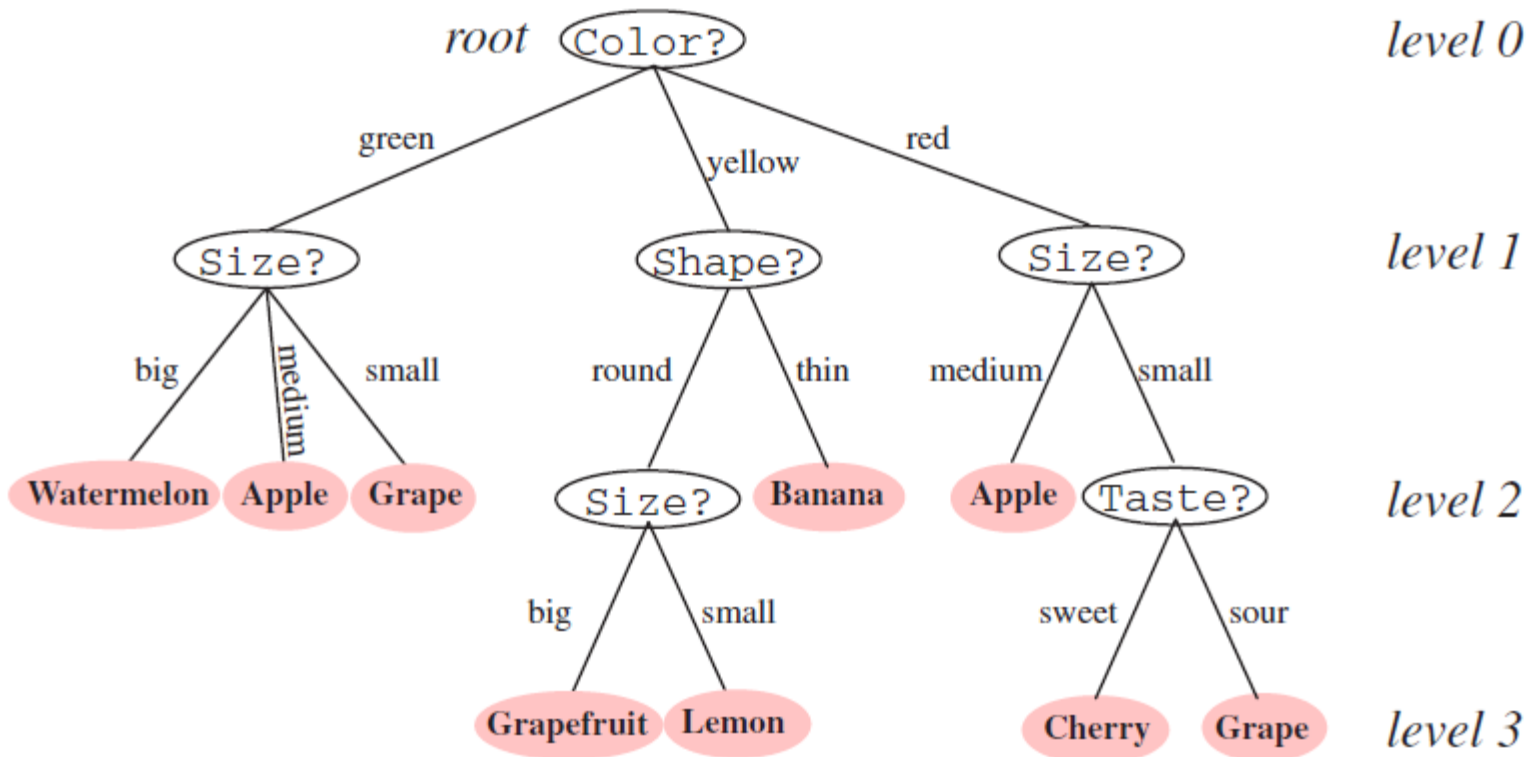 root Color? level 0
green yellow red
Size? Shape? Size? level 1
big medium small round thin medium small
Watermelon Apple Grape Size? Banana Apple Taste? level 2
big small sweet sour
Grapefruit Lemon Cherry Grape level 3